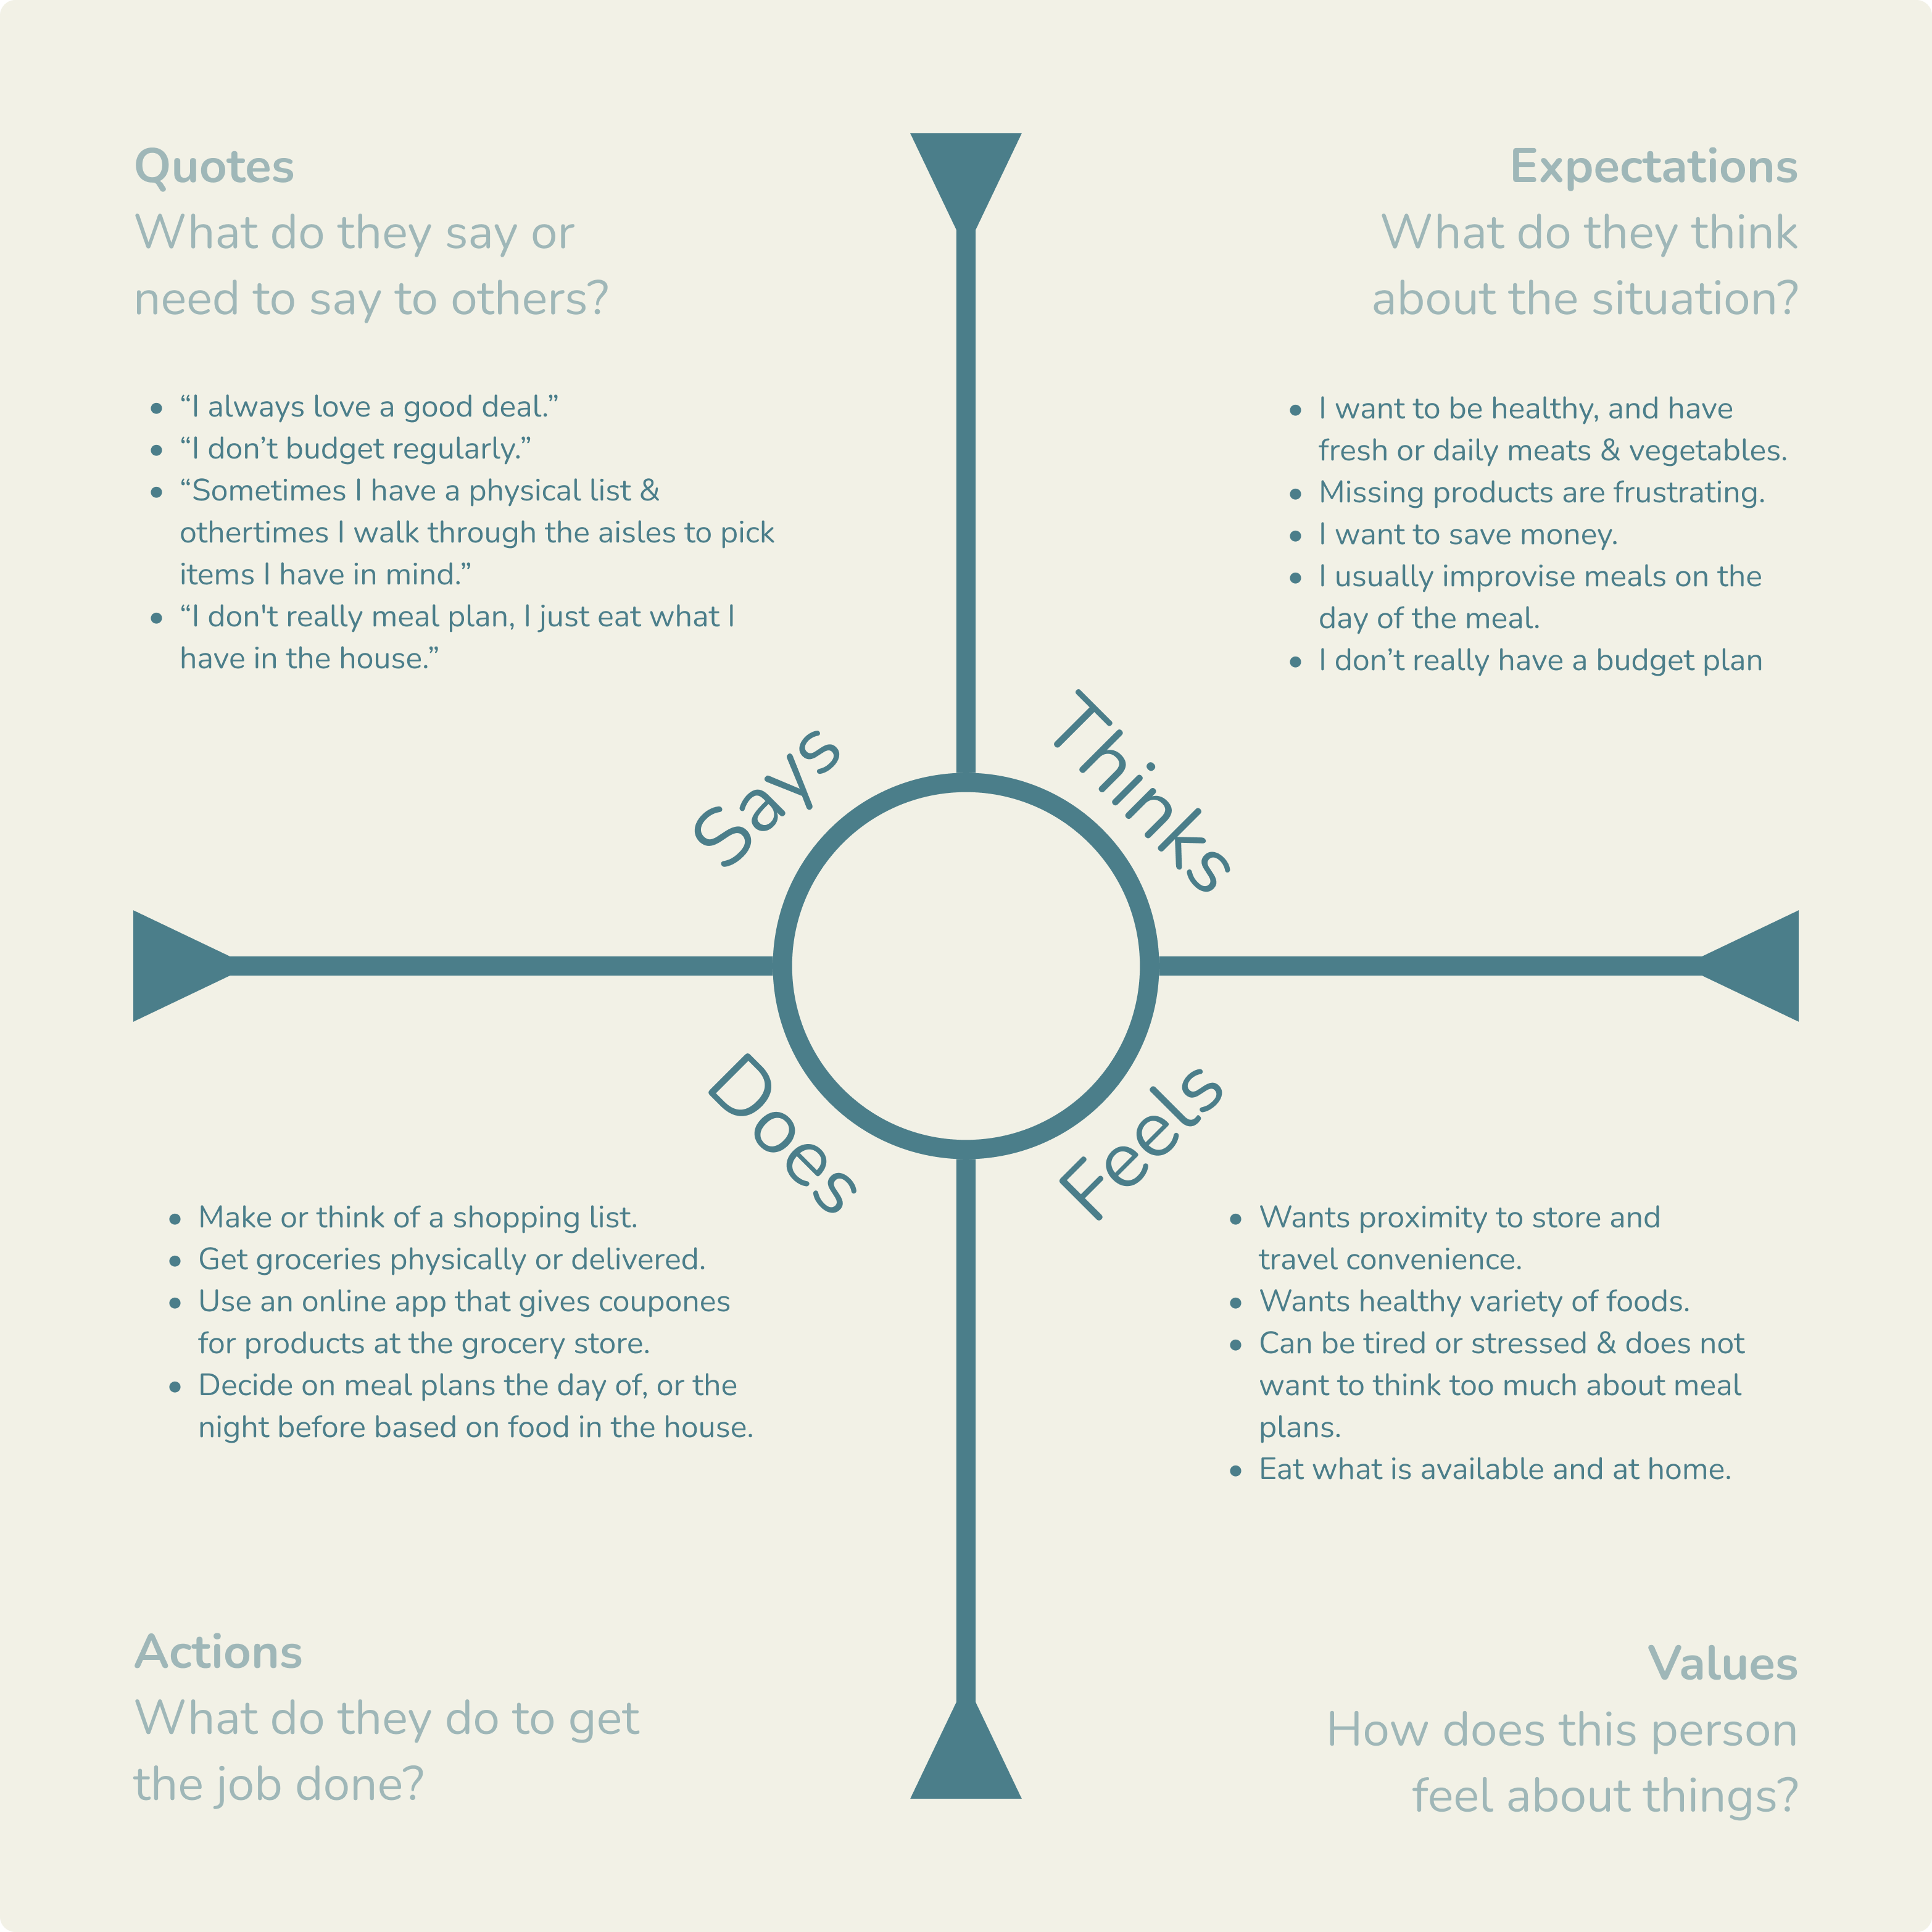 Quotes
What do they say or
need to say to others?
• “I always love a good deal.”
• “I don’t budget regularly.”
• “Sometimes I have a physical list &
othertimes I walk through the aisles to pick
items I have in mind.”
• “I don't really meal plan, I just eat what I
have in the house.”
Says
Expectations
What do they think
about the situation?
• I want to be healthy, and have
fresh or daily meats & vegetables.
• Missing products are frustrating.
• I want to save money.
• I usually improvise meals on the
day of the meal.
• I don’t really have a budget plan
Thinks
Does
• Make or think of a shopping list.
• Get groceries physically or delivered.
• Use an online app that gives coupones
for products at the grocery store.
• Decide on meal plans the day of, or the
night before based on food in the house.
Actions
What do they do to get
the job done?
Feels
• Wants proximity to store and
travel convenience.
• Wants healthy variety of foods.
• Can be tired or stressed & does not
want to think too much about meal
plans.
• Eat what is available and at home.
Values
How does this person
feel about things?